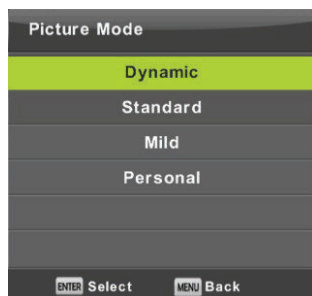 Picture Mode
Dynamic
Standard
Mild
Personal
ENTER Select MENU Back